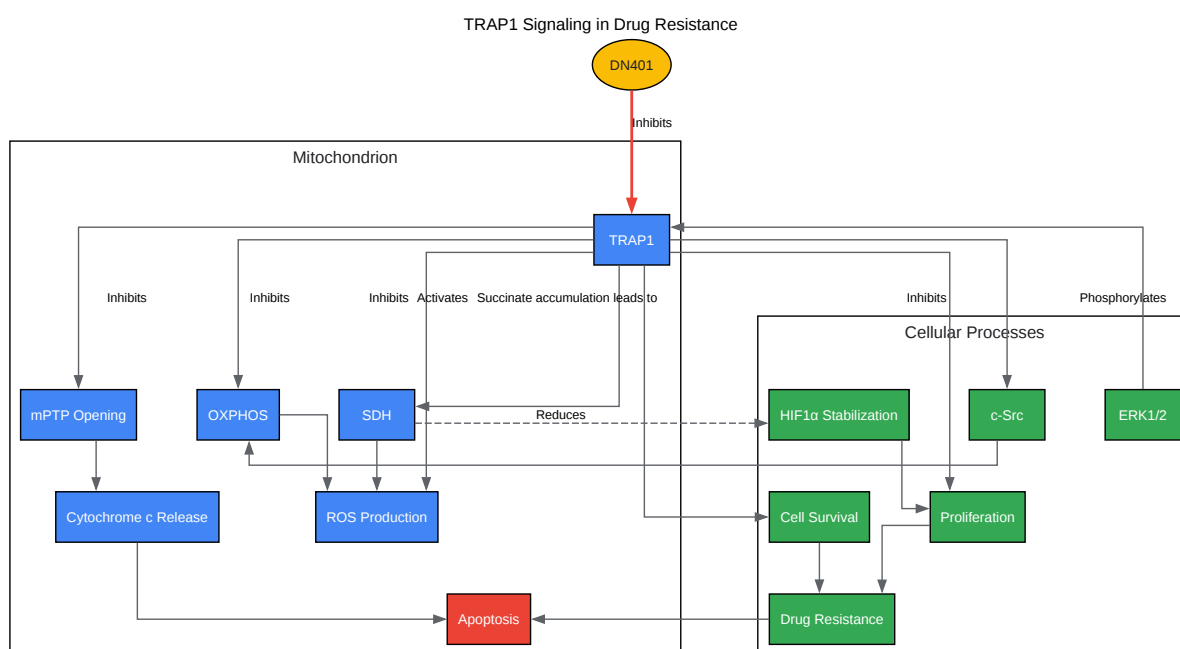 TRAP1 Signaling in Drug Resistance
DN401
Inhibits
Mitochondrion
TRAP1
Inhibits
Inhibits
Inhibits
Activates
Succinate accumulation leads to
Inhibits
Phosphorylates
Cellular Processes
mPTP Opening
OXPHOS
SDH
Reduces
HIF1α Stabilization
c-Src
ERK1/2
Cytochrome c Release
ROS Production
Cell Survival
Proliferation
Apoptosis
Drug Resistance